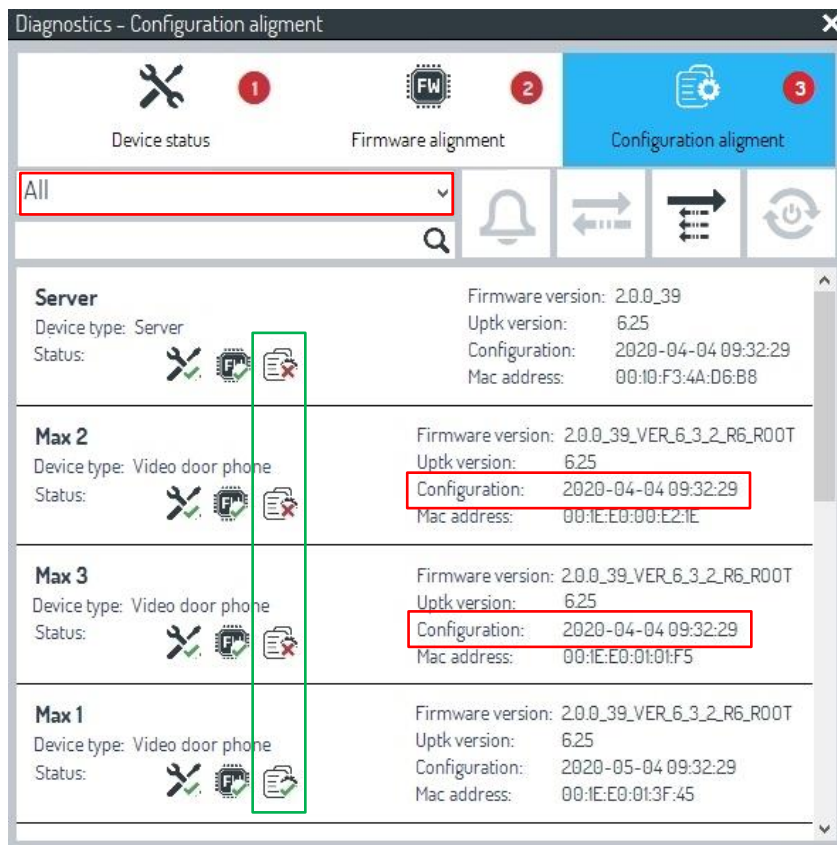 Diagnostics - Configuration aligment
1
FW
2
3
Device status
Firmware alignment
Configuration aligment
All
Server
Device type: Server
Status:
FW
Firmware version: 2.0.0_39
Uptk version: 6.25
Configuration: 2020-04-04 09:32:29
Mac address: 00:10:F3:4A:D6:B8
Max 2
Device type: Video door phone
Status:
FW
Firmware version: 2.0.0_39_VER_6_3_2_R6_ROOT
Uptk version: 6.25
Configuration: 2020-04-04 09:32:29
Mac address: 00:1E:E0:00:E2:1E
Max 3
Device type: Video door phone
Status:
FW
Firmware version: 2.0.0_39_VER_6_3_2_R6_ROOT
Uptk version: 6.25
Configuration: 2020-04-04 09:32:29
Mac address: 00:1E:E0:01:01:F5
Max 1
Device type: Video door phone
Status:
FW
Firmware version: 2.0.0_39_VER_6_3_2_R6_ROOT
Uptk version: 6.25
Configuration: 2020-05-04 09:32:29
Mac address: 00:1E:E0:01:3F:45